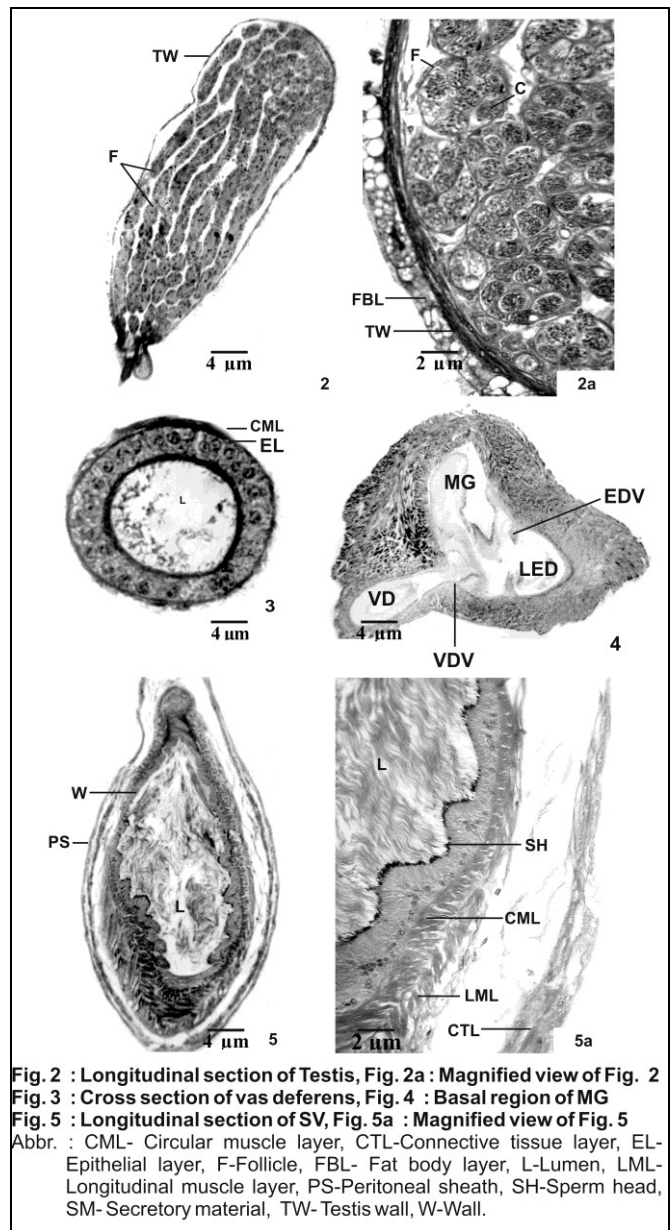 TW
F
4 µm
2
F
C
FBL
TW
2 µm
2a
CML
EL
L
3
4 µm
MG
EDV
LED
VD
4 µm
VDV
4
W
PS
L
4 µm
5
L
SH
CML
LML
CTL
2 µm
5a
Fig. 2 : Longitudinal section of Testis, Fig. 2a : Magnified view of Fig. 2
Fig. 3 : Cross section of vas deferens, Fig. 4 : Basal region of MG
Fig. 5 : Longitudinal section of SV, Fig. 5a : Magnified view of Fig. 5
Abbr. : CML- Circular muscle layer, CTL-Connective tissue layer, EL-
Epithelial layer, F-Follicle, FBL- Fat body layer, L-Lumen, LML-
Longitudinal muscle layer, PS-Peritoneal sheath, SH-Sperm head,
SM- Secretory material, TW- Testis wall, W-Wall.